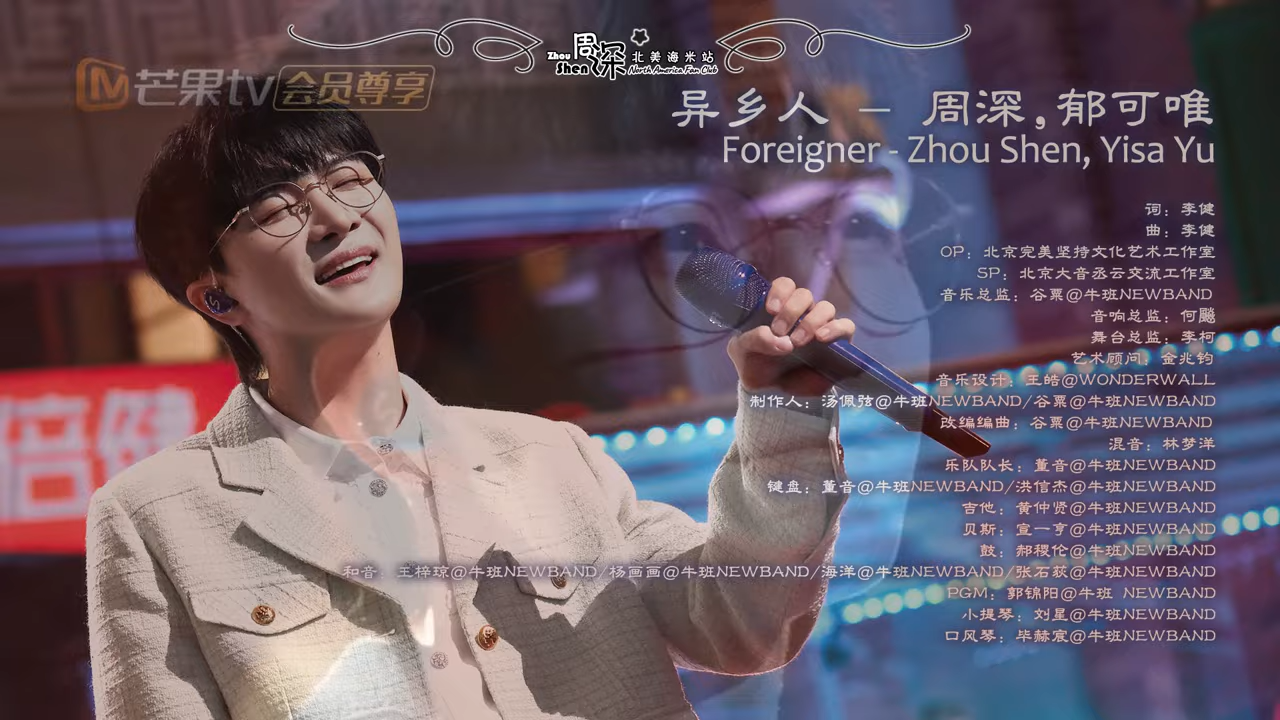 Zhou Shen 周深 北美海米站
North America Fan Club
芒果tv 会员尊享
异乡人 – 周深,郁可唯
Foreigner - Zhou Shen, Yisa Yu
词：李健
曲：李健
OP：北京完美坚持文化艺术工作室
SP：北京大音丞云交流工作室
音乐总监：谷粟@牛班NEWBAND
音响总监：何飚
舞台总监：李柯
艺术顾问：金兆钧
音乐设计：王皓@WONDERWALL
制作人：汤佩弦@牛班NEWBAND/谷粟@牛班NEWBAND
改编编曲：谷粟@牛班NEWBAND
混音：林梦洋
乐队队长：董音@牛班NEWBAND
键盘：董音@牛班NEWBAND/洪信杰@牛班NEWBAND
吉他：黄仲贤@牛班NEWBAND
贝斯：宣一亨@牛班NEWBAND
鼓：郝稷伦@牛班NEWBAND
和音：王梓琼@牛班NEWBAND/杨画画@牛班NEWBAND/海洋@牛班NEWBAND/张石荻@牛班NEWBAND
PGM：郭锦阳@牛班 NEWBAND
小提琴：刘星@牛班NEWBAND
口风琴：毕赫宸@牛班NEWBAND
倍健